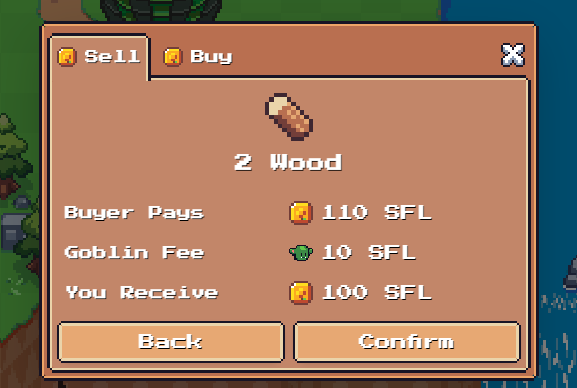 Sell Buy
2 Wood
Buyer Pays 110 SFL
Goblin Fee 10 SFL
You Receive 100 SFL
Back Confirm